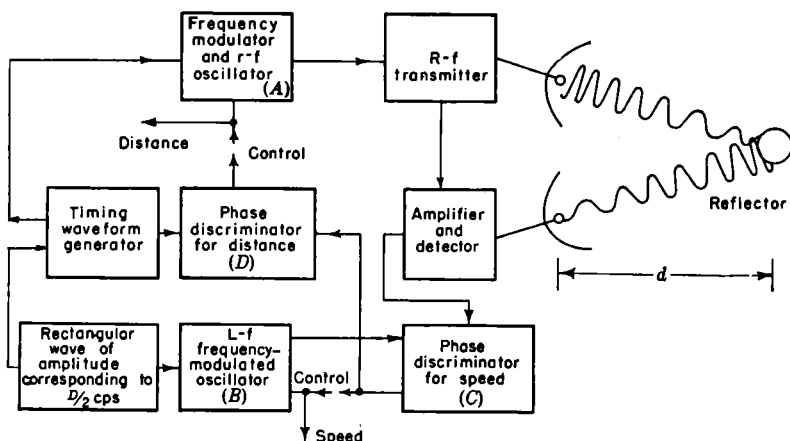 Frequency
modulator
and r-f
oscillator
(A)
R-f
transmitter
Distance
Control
Reflector
Timing
waveform
generator
Phase
discriminator
for distance
(D)
Amplifier
and
detector
d
Rectangular
wave of
amplitude
corresponding to
D/2 cps
L-f
frequency-
modulated
oscillator
(B)
Control
Speed
Phase
discriminator
for speed
(C)